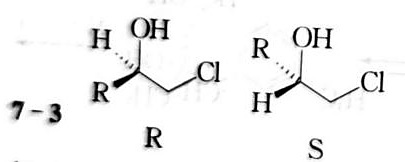 H OH R OH
R Cl H Cl
7-3
R S